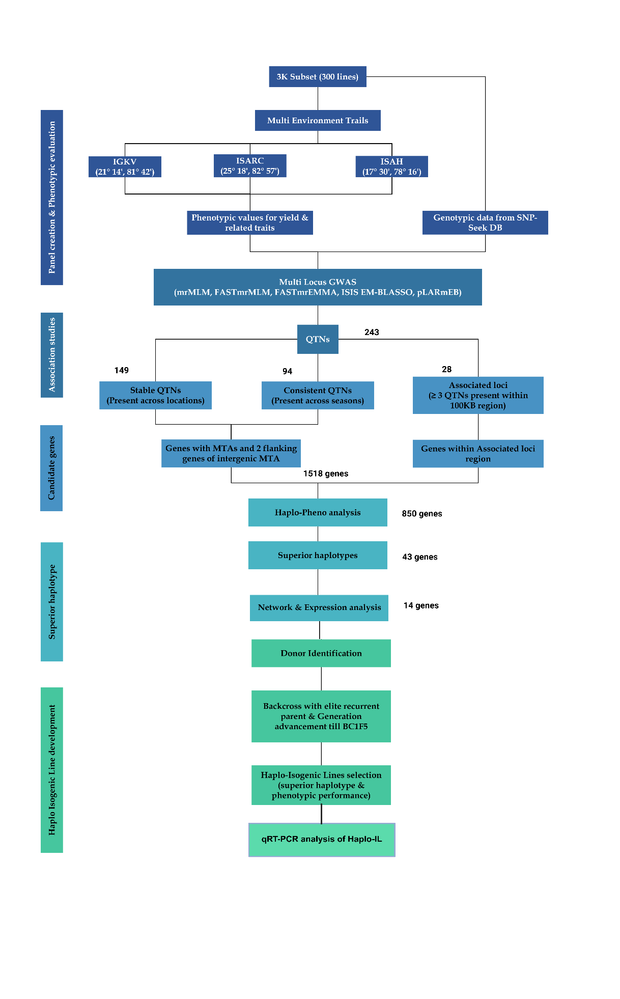 3K Subset (300 lines)
Multi Environment Trails
IGKV
(21° 14', 81° 42')
ISARC
(25° 18', 82° 57')
ISAH
(17° 30', 78° 16')
Phenotypic values for yield &
related traits
Genotypic data from SNP-
Seek DB
Panel creation & Phenotypic evaluation
Multi Locus GWAS
(mrMLM, FASTmrMLM, FASTmrEMMA, ISIS EM-BLASSO, pLARmEB)
QTNs
243
149
94
28
Stable QTNs
(Present across locations)
Consistent QTNs
(Present across seasons)
Associated loci
(≥ 3 QTNs present within
100KB region)
Association studies
Genes with MTAs and 2 flanking
genes of intergenic MTA
Genes within Associated loci
region
1518 genes
Candidate genes
Haplo-Pheno analysis
850 genes
Superior haplotypes
43 genes
Network & Expression analysis
14 genes
Superior haplotype
Donor Identification
Backcross with elite recurrent
parent & Generation
advancement till BC1F5
Haplo-Isogenic Lines selection
(superior haplotype &
phenotypic performance)
qRT-PCR analysis of Haplo-IL
Haplo Isogenic Line development